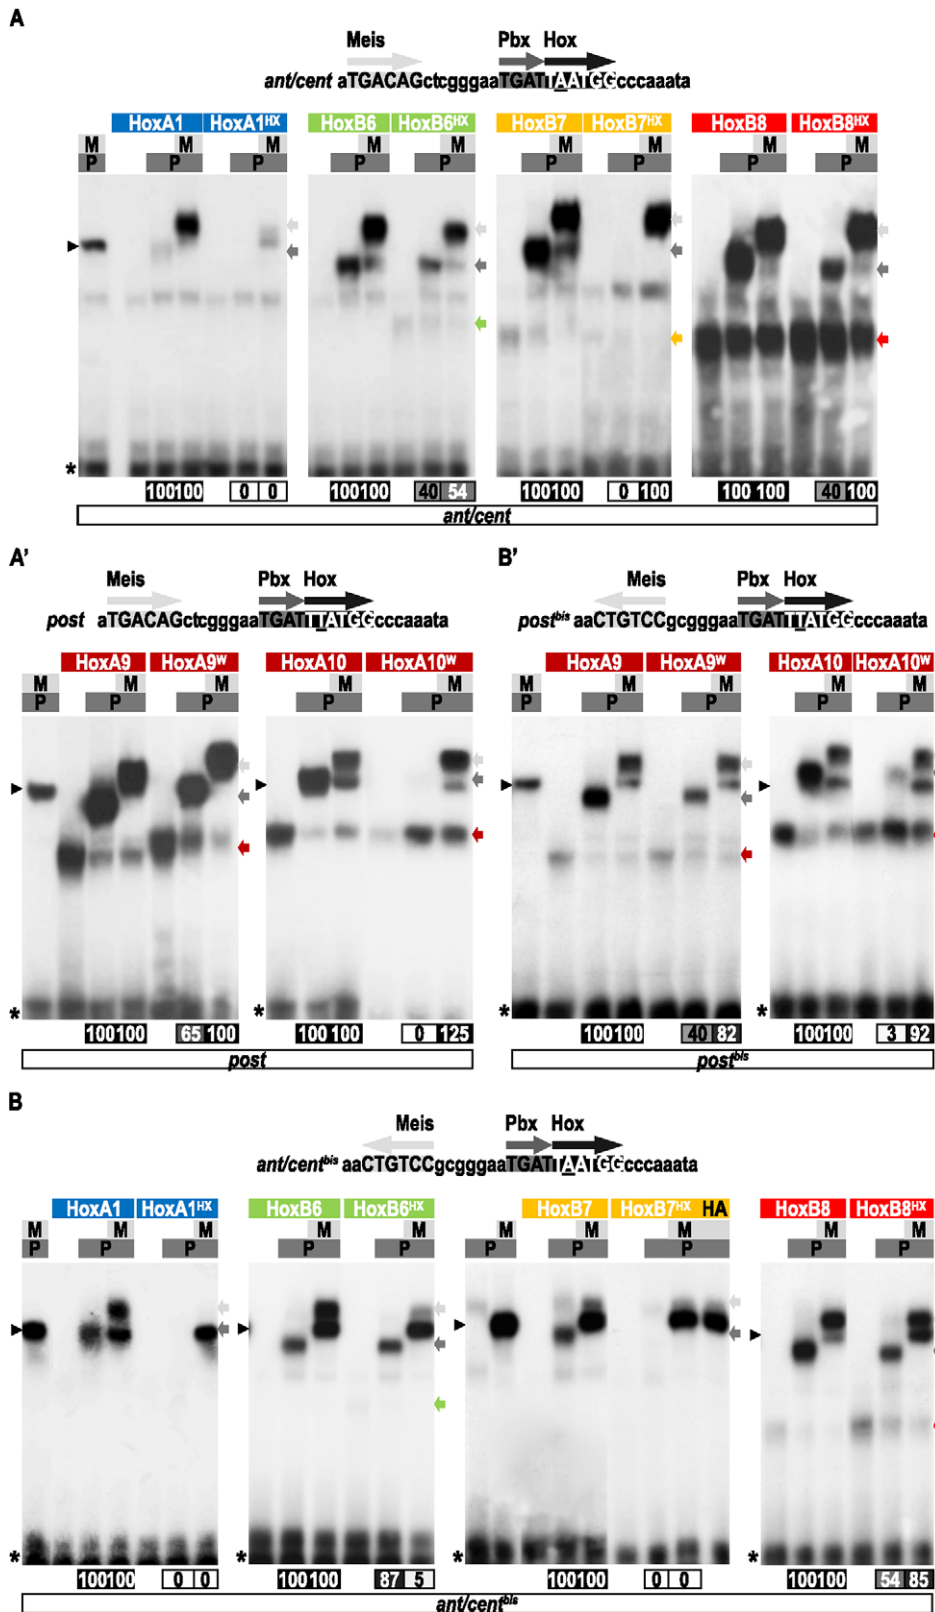 A
Meis Pbx Hox
ant/cent aTGACAGctcgggaaTGATTAATGGcccaaata
HoxA1 HoxA1HX HoxB6 HoxB6HX HoxB7 HoxB7HX HoxB8 HoxB8HX
M M M M M M M M M
P P P P P P P P P
*
100 100 0 0 100 100 40 54 100 100 0 100 100 100 40 100
ant/cent
A' B'
Meis Pbx Hox Meis Pbx Hox
post aTGACAGctcgggaaTGATTTATGGcccaaata postbis aaCTGTCCgcgggaaTGATTTATGGcccaaata
HoxA9 HoxA9W HoxA10 HoxA10W HoxA9 HoxA9W HoxA10 HoxA10W
M M M M M M M M M M
P P P P P P P P P P
* * * *
100 100 65 100 100 100 0 125 100 100 40 82 100 100 3 92
post postbis
B
Meis Pbx Hox
ant/centbis aaCTGTCCgcgggaaTGATTAATGGcccaaata
HoxA1 HoxA1HX HoxB6 HoxB6HX HoxB7 HoxB7HX HA HoxB8 HoxB8HX
M M M M M M M M M M
P P P P P P P P P P
* * * *
100 100 0 0 100 100 87 5 100 100 0 0 100 100 54 85
ant/centbis